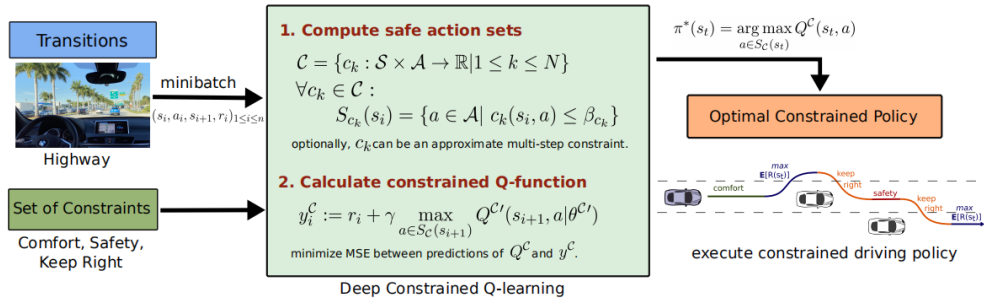 Transitions
Highway
minibatch
(s_i, a_i, s_{i+1}, r_i)_{1≤i≤n}
Set of Constraints
Comfort, Safety,
Keep Right
1. Compute safe action sets
C = {c_k : S × A → ℝ|1 ≤ k ≤ N}
∀c_k ∈ C :
S_{c_k}(s_i) = {a ∈ A| c_k(s_i, a) ≤ β_{c_k}}
optionally, c_k can be an approximate multi-step constraint.
2. Calculate constrained Q-function
y_i^C := r_i + γ max_{a∈S_C(s_{i+1})} Q^{C′}(s_{i+1}, a|θ^{C′})
minimize MSE between predictions of Q^C and y^C.
Deep Constrained Q-learning
π*(s_t) = arg max_{a∈S_C(s_t)} Q^C(s_t, a)
Optimal Constrained Policy
comfort
max
E[R(s_t)]
keep
right
safety
keep
right
max
E[R(s_t)]
execute constrained driving policy